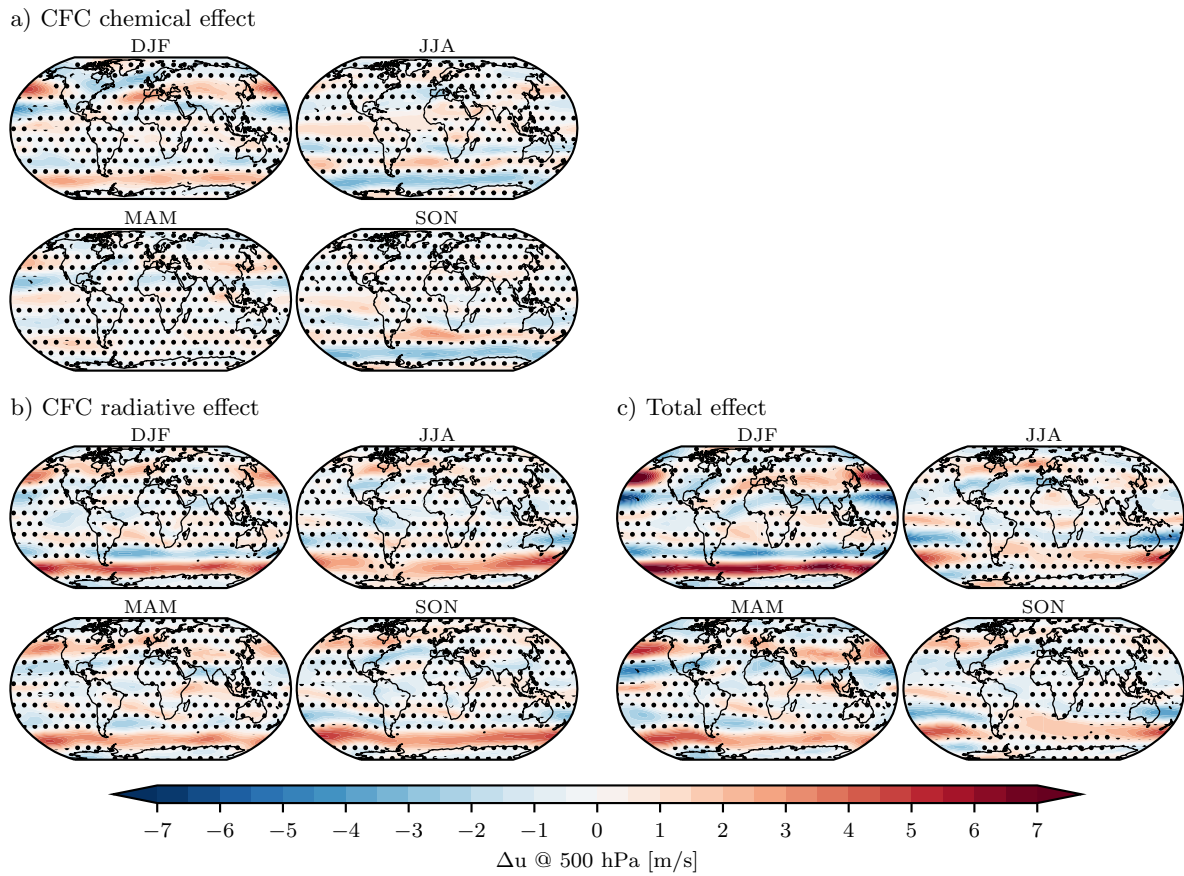 a) CFC chemical effect
DJF
JJA
MAM
SON
b) CFC radiative effect
c) Total effect
DJF
JJA
DJF
JJA
MAM
SON
MAM
SON
−7 −6 −5 −4 −3 −2 −1 0 1 2 3 4 5 6 7
Δu @ 500 hPa [m/s]